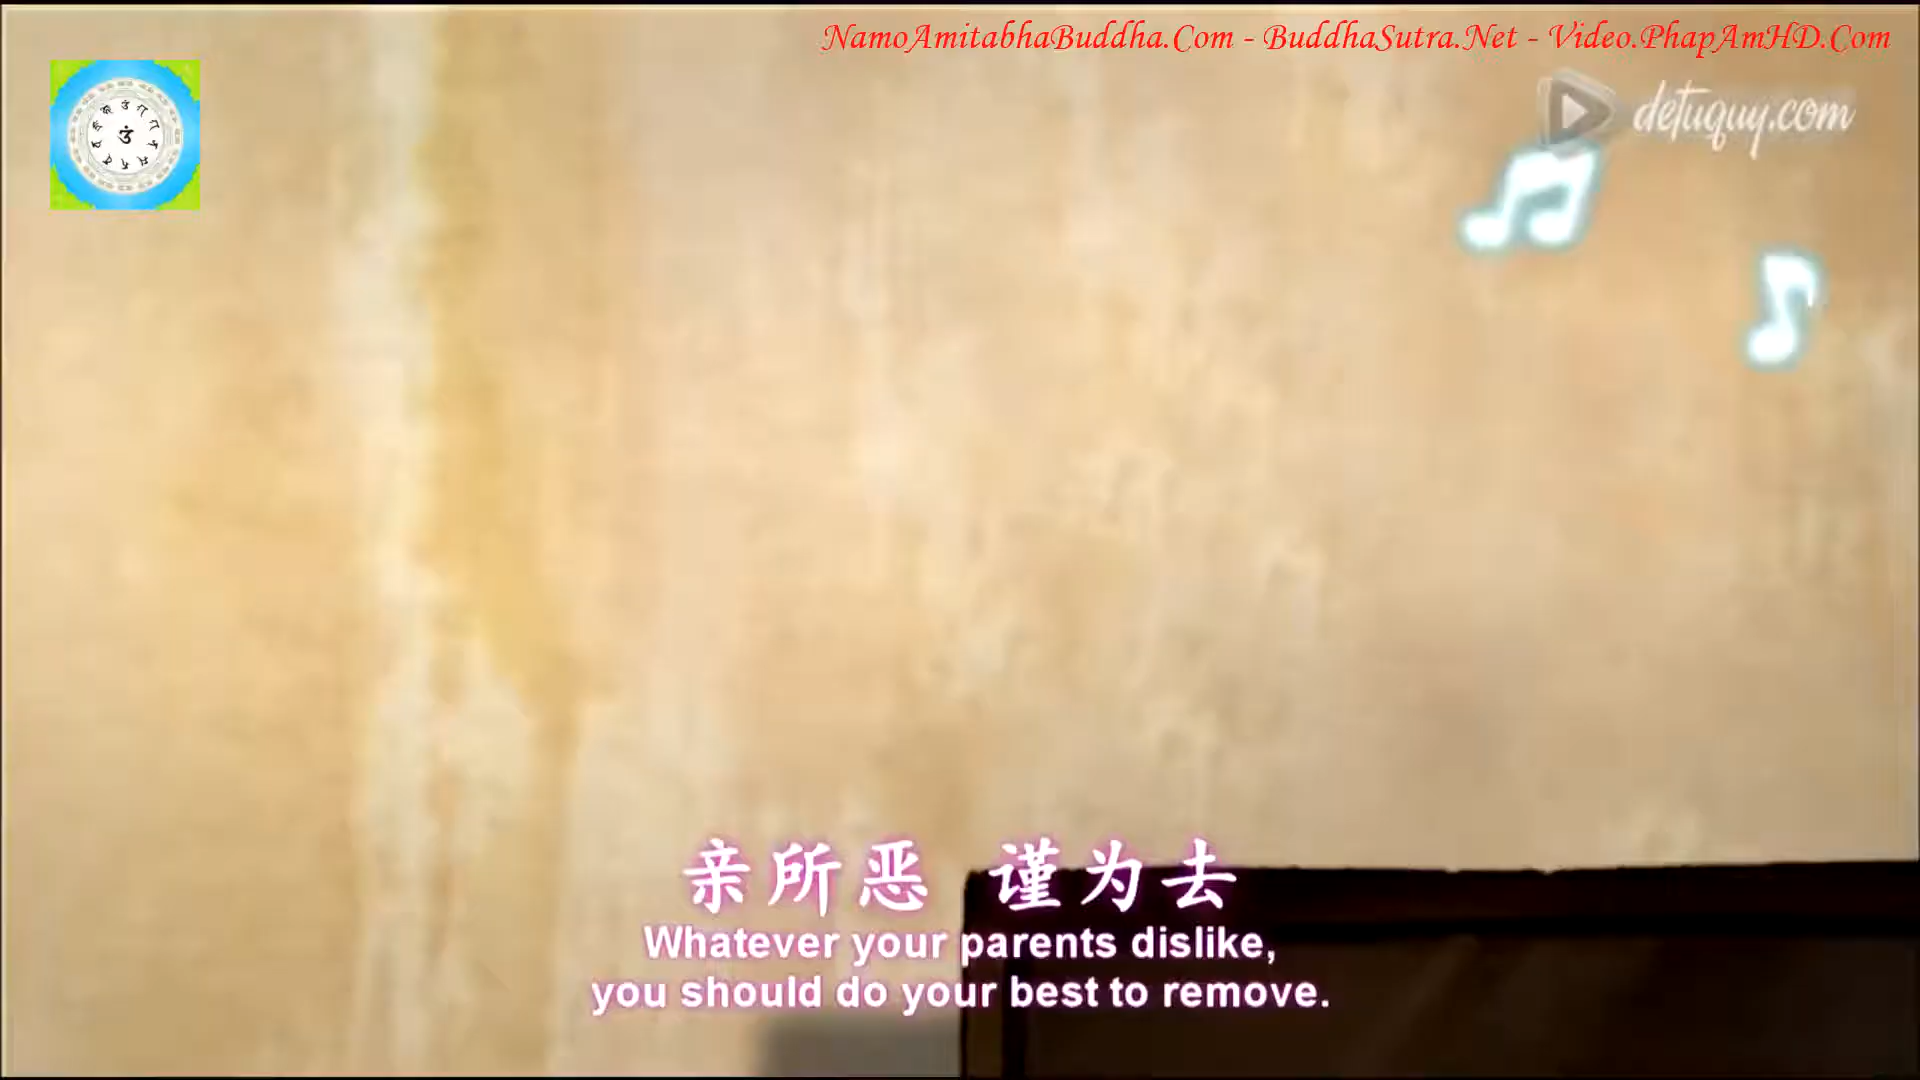 NamoAmitabhaBuddha.Com - BuddhaSutra.Net - Video.PhapAmHD.Com
detuquy.com
亲所恶 谨为去
Whatever your parents dislike,
you should do your best to remove.